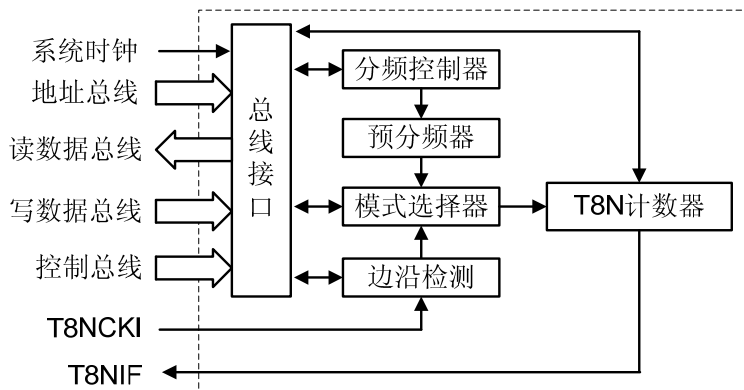 系统时钟
地址总线
读数据总线
写数据总线
控制总线
T8NCKI
T8NIF
总线接口
分频控制器
预分频器
模式选择器
边沿检测
T8N计数器